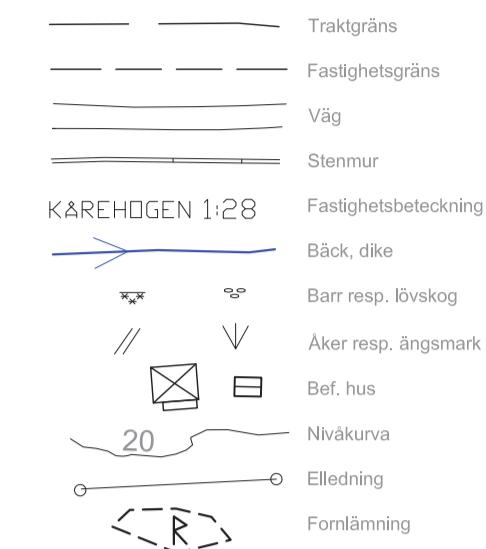 Traktgräns
Fastighetsgräns
Väg
Stenmur
KÅREHOGEN 1:28 Fastighetsbeteckning
Bäck, dike
Barr resp. lövskog
Åker resp. ängsmark
Bef. hus
20 Nivåkurva
Elledning
R Fornlämning